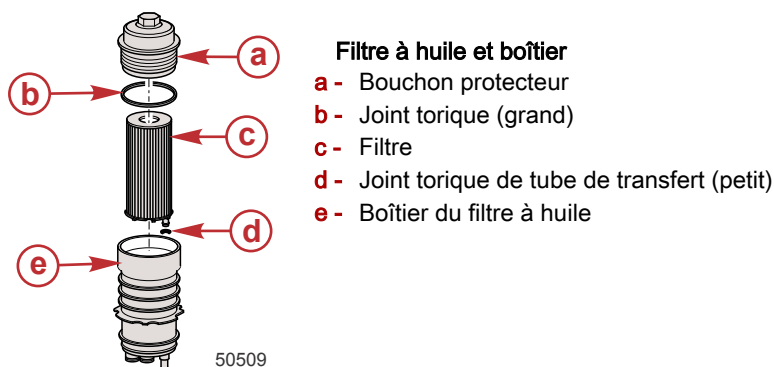 a
b
c
d
e
50509
Filtre à huile et boîtier
a - Bouchon protecteur
b - Joint torique (grand)
c - Filtre
d - Joint torique de tube de transfert (petit)
e - Boîtier du filtre à huile